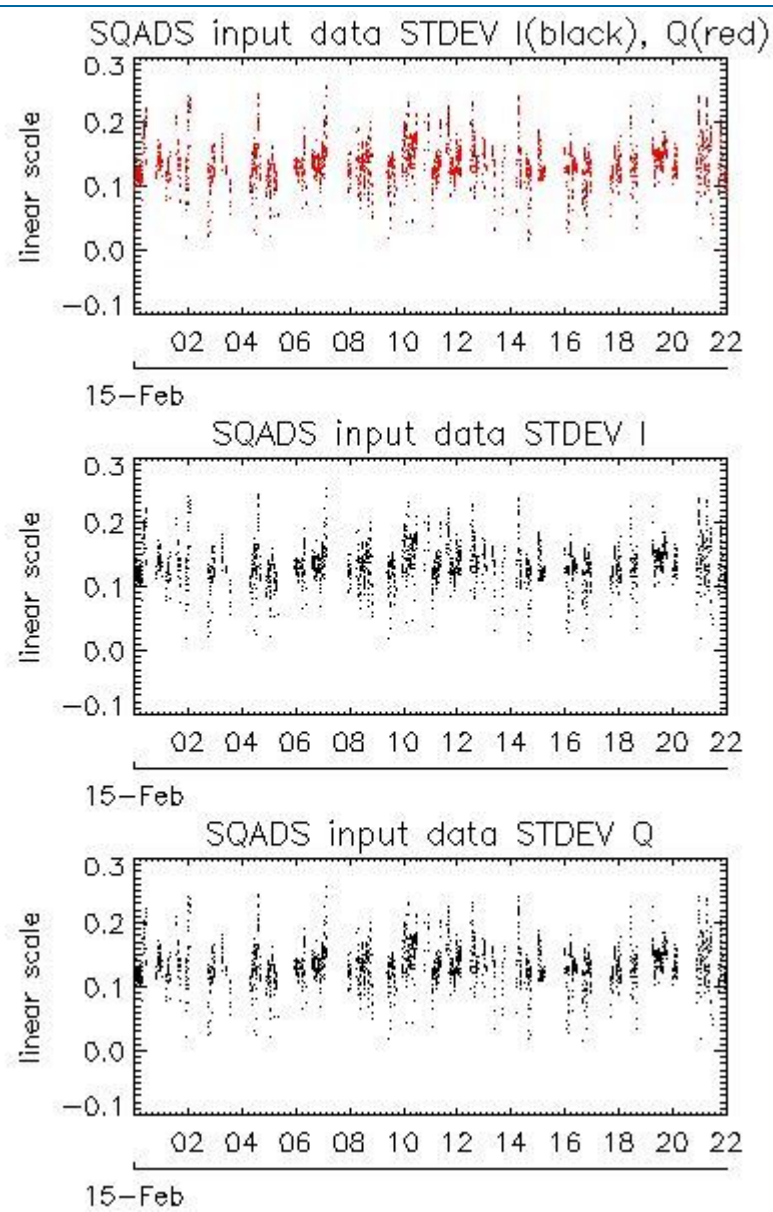 SQADS input data STDEV I(black), Q(red)
0.3
0.2
0.1
0.0
−0.1
linear scale
02 04 06 08 10 12 14 16 18 20 22
15−Feb
SQADS input data STDEV I
0.3
0.2
0.1
0.0
−0.1
linear scale
02 04 06 08 10 12 14 16 18 20 22
15−Feb
SQADS input data STDEV Q
0.3
0.2
0.1
0.0
−0.1
linear scale
02 04 06 08 10 12 14 16 18 20 22
15−Feb